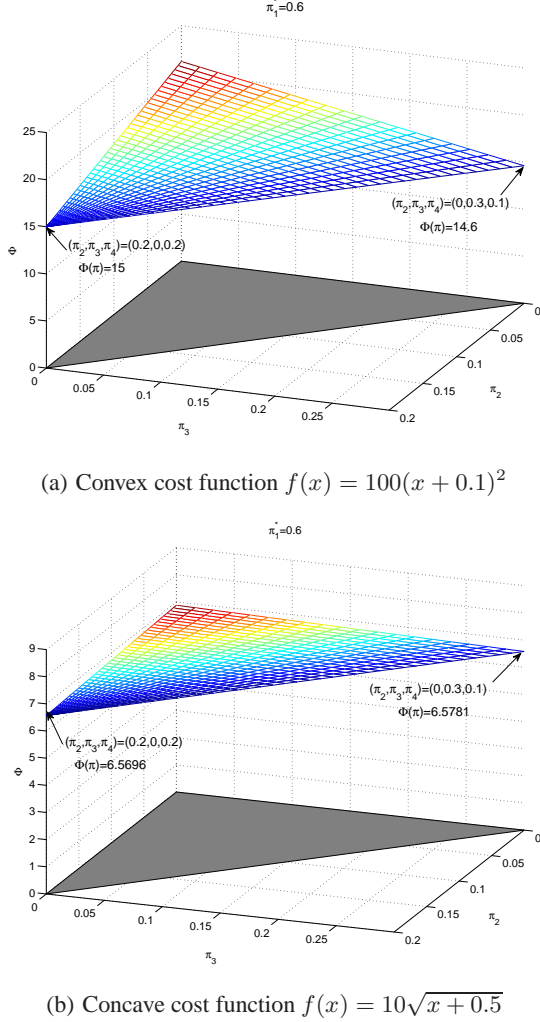 π₁*=0.6
25
20
15
10
5
0
Φ
(π₂,π₃,π₄)=(0.2,0,0.2)
Φ(π)=15
(π₂,π₃,π₄)=(0,0.3,0.1)
Φ(π)=14.6
0
0.05
0.1
0.15
0.2
0.25
π₃
0
0.05
0.1
0.15
0.2
π₂
(a) Convex cost function f(x) = 100(x + 0.1)²
π₁*=0.6
9
8
7
6
5
4
3
2
1
0
Φ
(π₂,π₃,π₄)=(0.2,0,0.2)
Φ(π)=6.5696
(π₂,π₃,π₄)=(0,0.3,0.1)
Φ(π)=6.5781
0
0.05
0.1
0.15
0.2
0.25
π₃
0
0.05
0.1
0.15
0.2
π₂
(b) Concave cost function f(x) = 10√(x + 0.5)